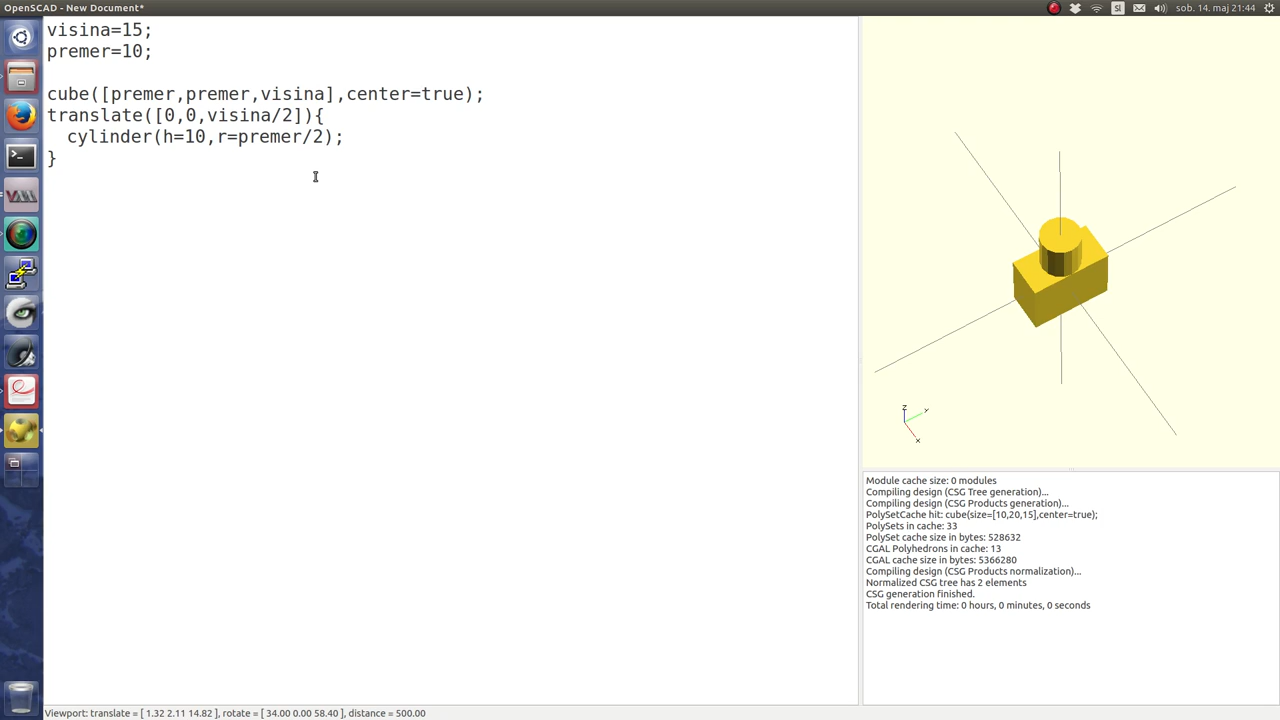 OpenSCAD - New Document*
Sl
sob. 14. maj 21:44
visina=15;
premer=10;
cube([premer,premer,visina],center=true);
translate([0,0,visina/2]){
cylinder(h=10,r=premer/2);
}
Z
Y
X
Module cache size: 0 modules
Compiling design (CSG Tree generation)...
Compiling design (CSG Products generation)...
PolySetCache hit: cube(size=[10,20,15],center=true);
PolySets in cache: 33
PolySet cache size in bytes: 528632
CGAL Polyhedrons in cache: 13
CGAL cache size in bytes: 5366280
Compiling design (CSG Products normalization)...
Normalized CSG tree has 2 elements
CSG generation finished.
Total rendering time: 0 hours, 0 minutes, 0 seconds
Viewport: translate = [ 1.32 2.11 14.82 ], rotate = [ 34.00 0.00 58.40 ], distance = 500.00